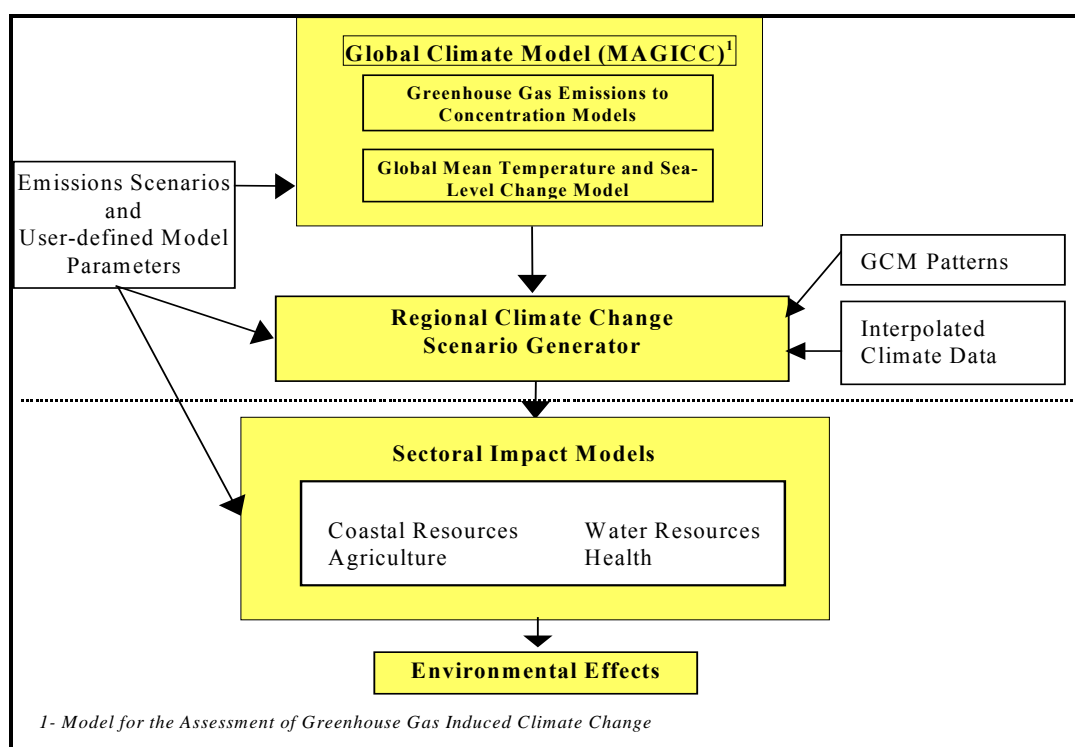 Global Climate Model (MAGICC)1
Greenhouse Gas Emissions to
Concentration Models
Global Mean Temperature and Sea-
Level Change Model
Emissions Scenarios
and
User-defined Model
Parameters
GCM Patterns
Regional Climate Change
Scenario Generator
Interpolated
Climate Data
Sectoral Impact Models
Coastal Resources Water Resources
Agriculture Health
Environmental Effects
1- Model for the Assessment of Greenhouse Gas Induced Climate Change